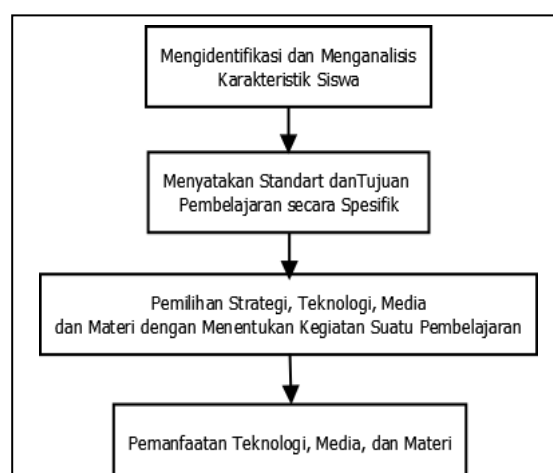 Mengidentifikasi dan Menganalisis
Karakteristik Siswa
Menyatakan Standart danTujuan
Pembelajaran secara Spesifik
Pemilihan Strategi, Teknologi, Media
dan Materi dengan Menentukan Kegiatan Suatu Pembelajaran
Pemanfaatan Teknologi, Media, dan Materi